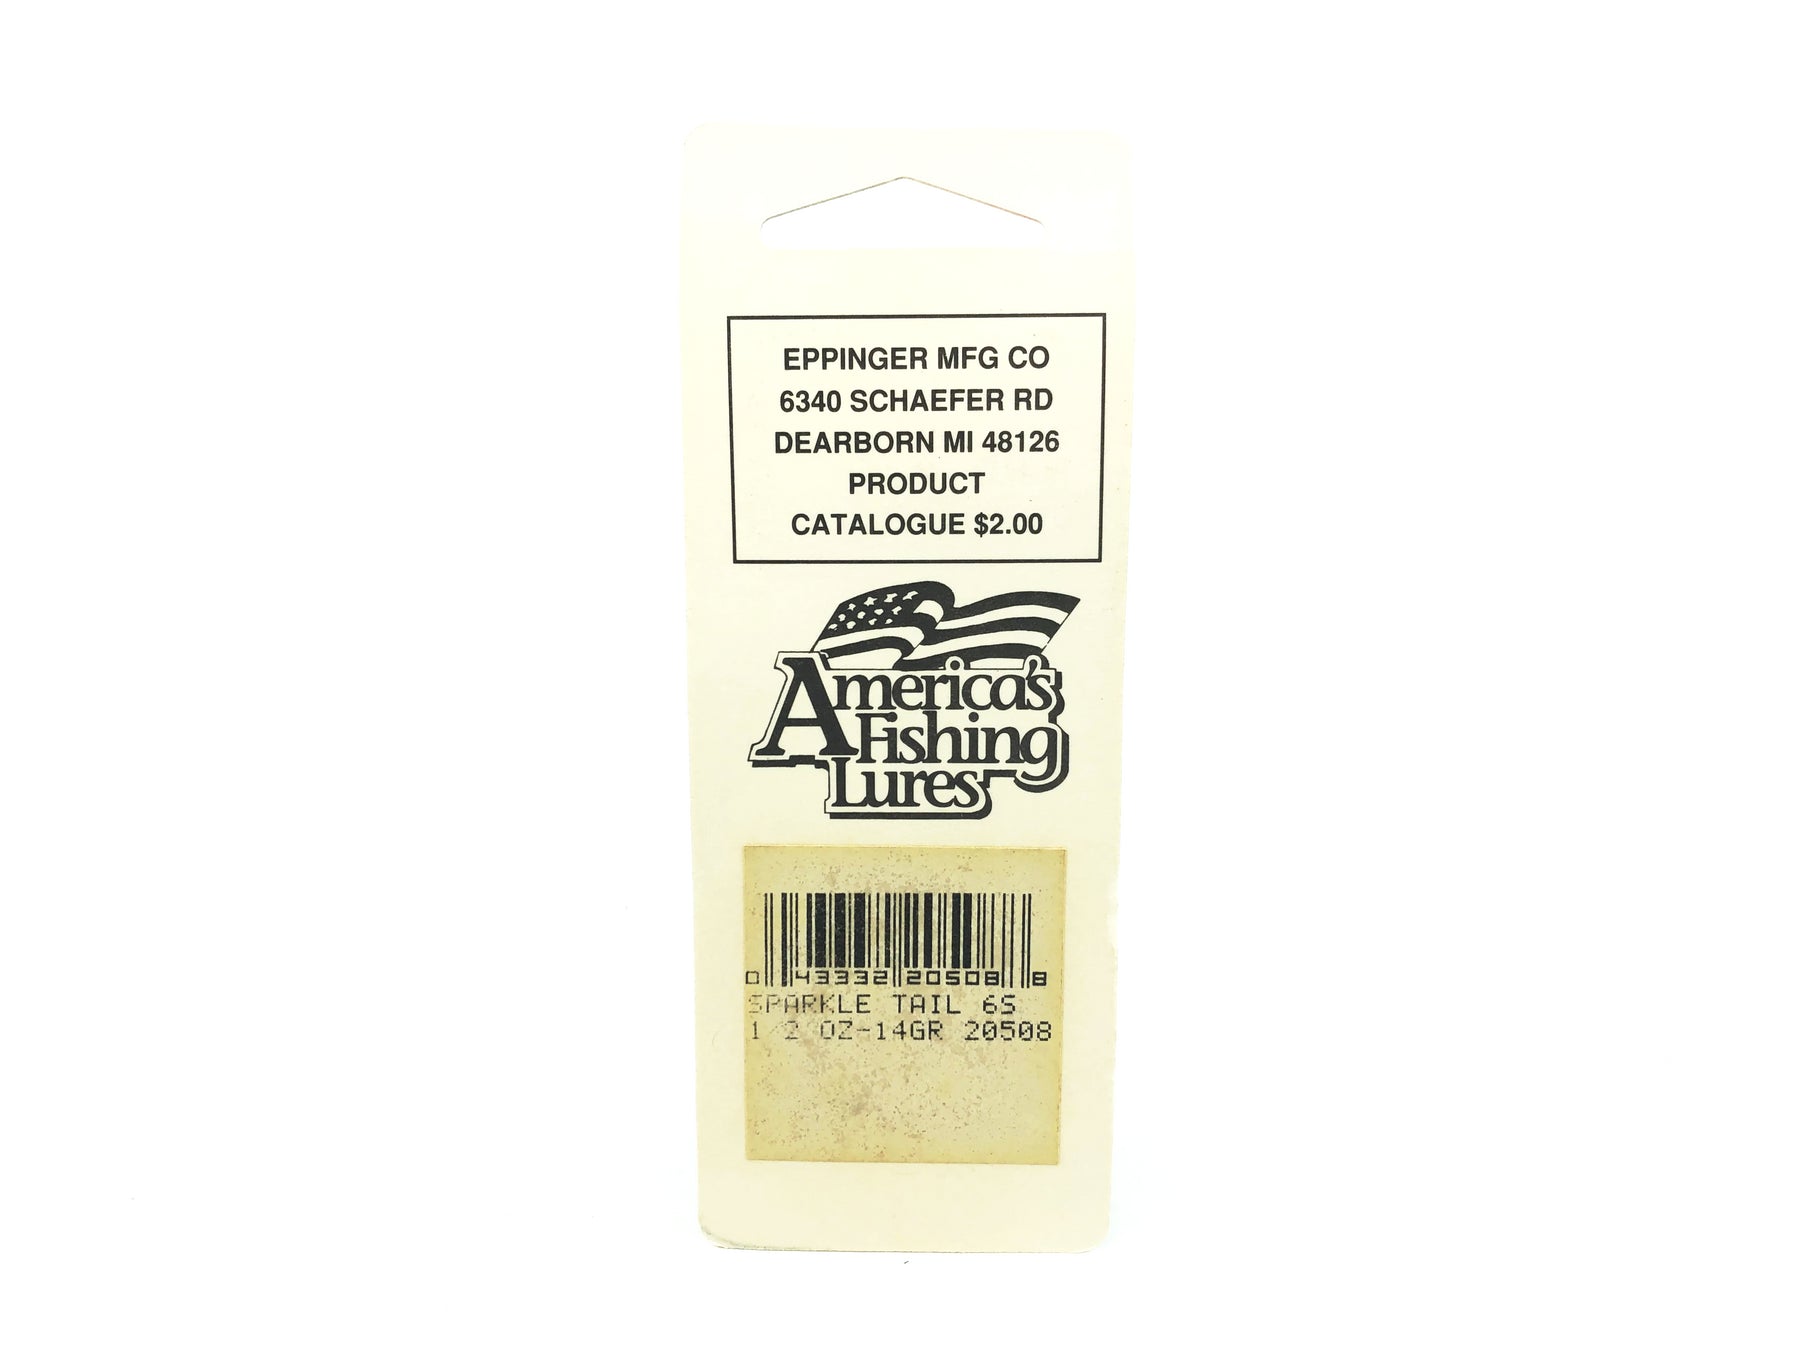 EPPINGER MFG CO
6340 SCHAEFER RD
DEARBORN MI 48126
PRODUCT
CATALOGUE $2.00
America's
Fishing
Lures
0 43332 20508 8
SPARKLE TAIL 6S
1/2 OZ-14GR 20508